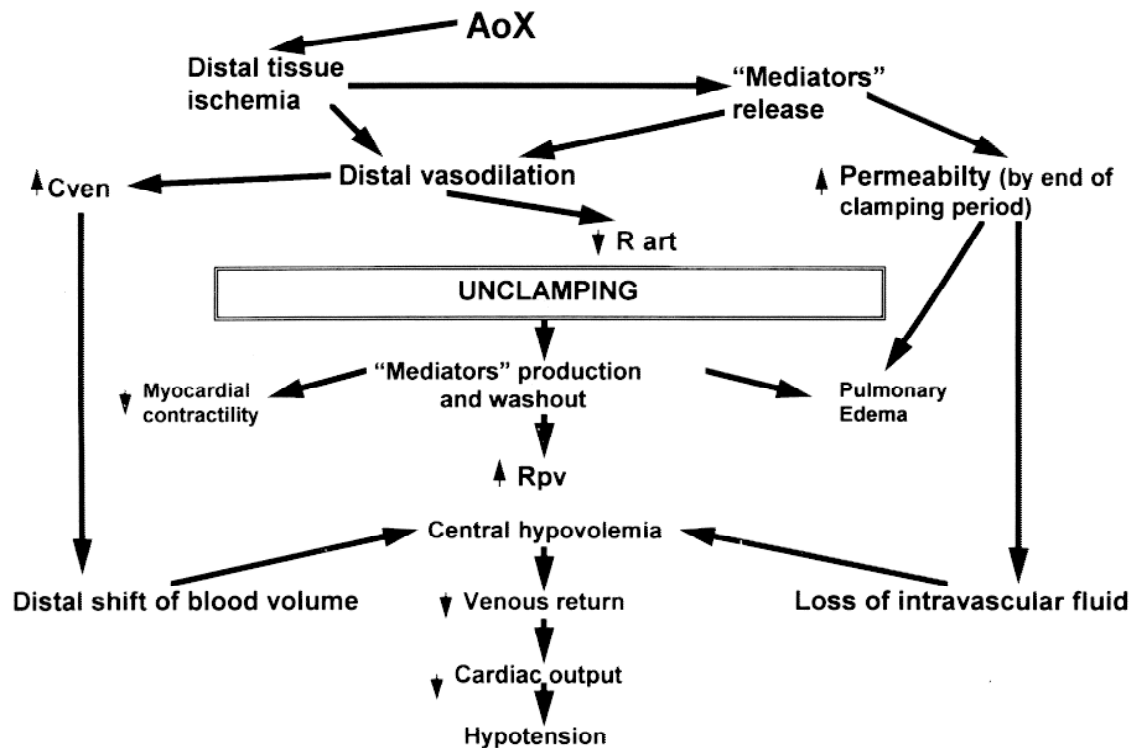 AoX
Distal tissue
ischemia
“Mediators”
release
Cven
Distal vasodilation
Permeabilty (by end of
clamping period)
R art
UNCLAMPING
“Mediators” production
and washout
Myocardial
contractility
Pulmonary
Edema
Rpv
Central hypovolemia
Distal shift of blood volume
Venous return
Loss of intravascular fluid
Cardiac output
Hypotension